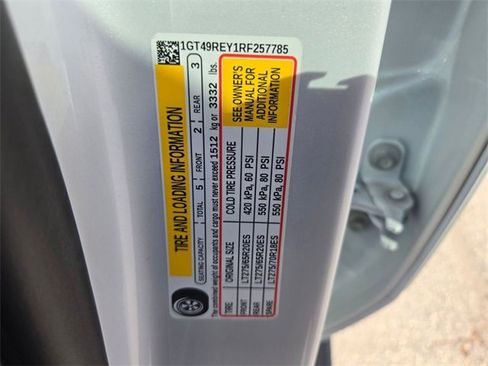 1GT49REY1RF257785
TIRE AND LOADING INFORMATION
SEATING CAPACITY TOTAL 5 FRONT 2 REAR 3
The combined weight of occupants and cargo must never exceed 1512 kg or 3332 lbs.
TIRE ORIGINAL SIZE COLD TIRE PRESSURE
FRONT LT275/65R20ES 420 kPa, 60 PSI
REAR LT275/65R20ES 550 kPa, 80 PSI
SPARE LT275/70R18ES 550 kPa, 80 PSI
SEE OWNER'S
MANUAL FOR
ADDITIONAL
INFORMATION